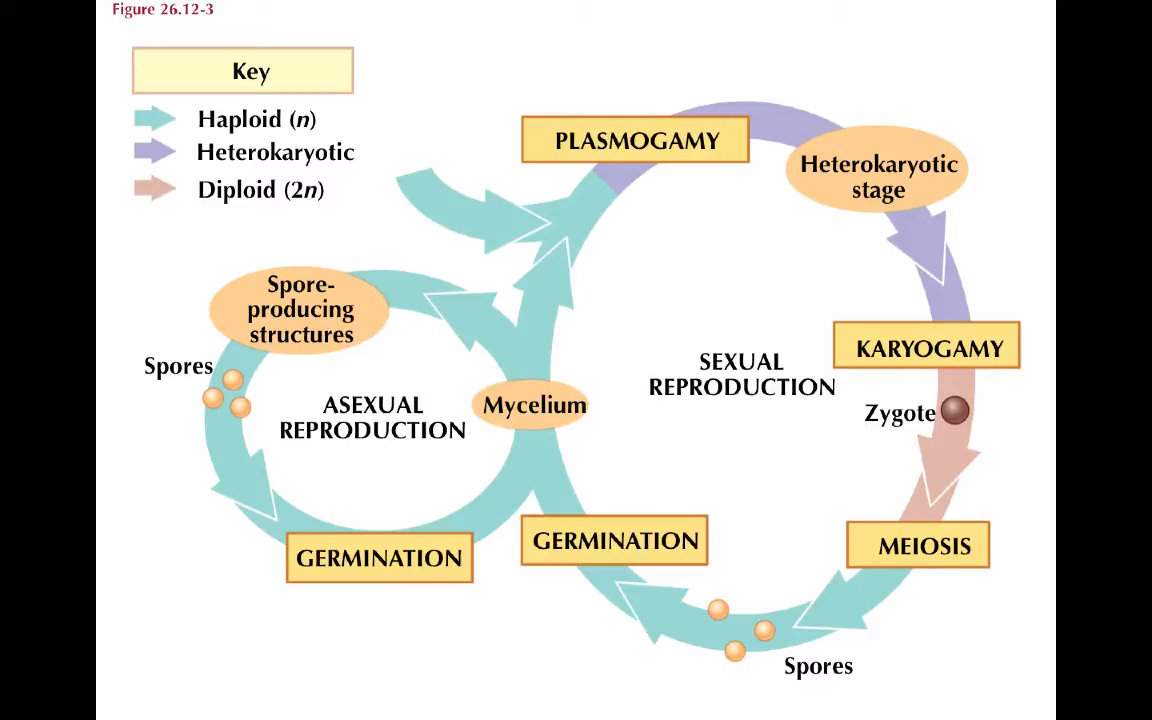 Figure 26.12-3
Key
Haploid (n)
Heterokaryotic
Diploid (2n)
PLASMOGAMY
Heterokaryotic
stage
Spore-
producing
structures
Spores
ASEXUAL
REPRODUCTION
Mycelium
SEXUAL
REPRODUCTION
KARYOGAMY
Zygote
GERMINATION
GERMINATION
MEIOSIS
Spores